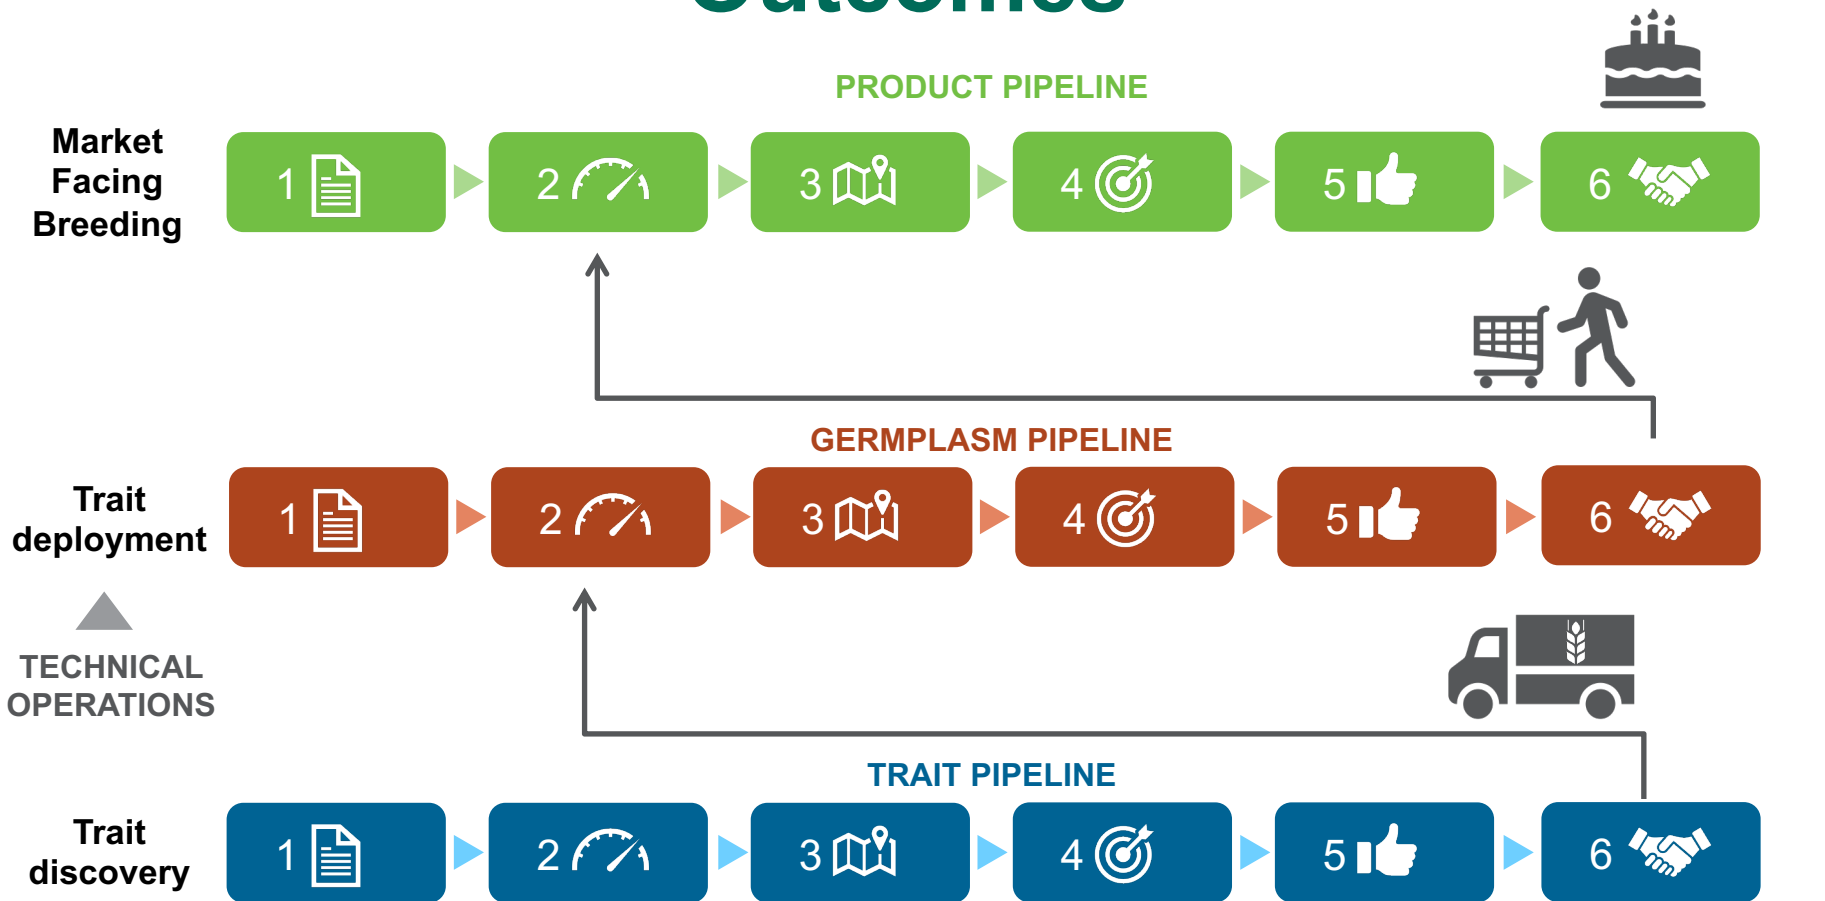 Outcomes
PRODUCT PIPELINE
Market
Facing
Breeding
1
2
3
4
5
6
GERMPLASM PIPELINE
Trait
deployment
1
2
3
4
5
6
TECHNICAL
OPERATIONS
TRAIT PIPELINE
Trait
discovery
1
2
3
4
5
6